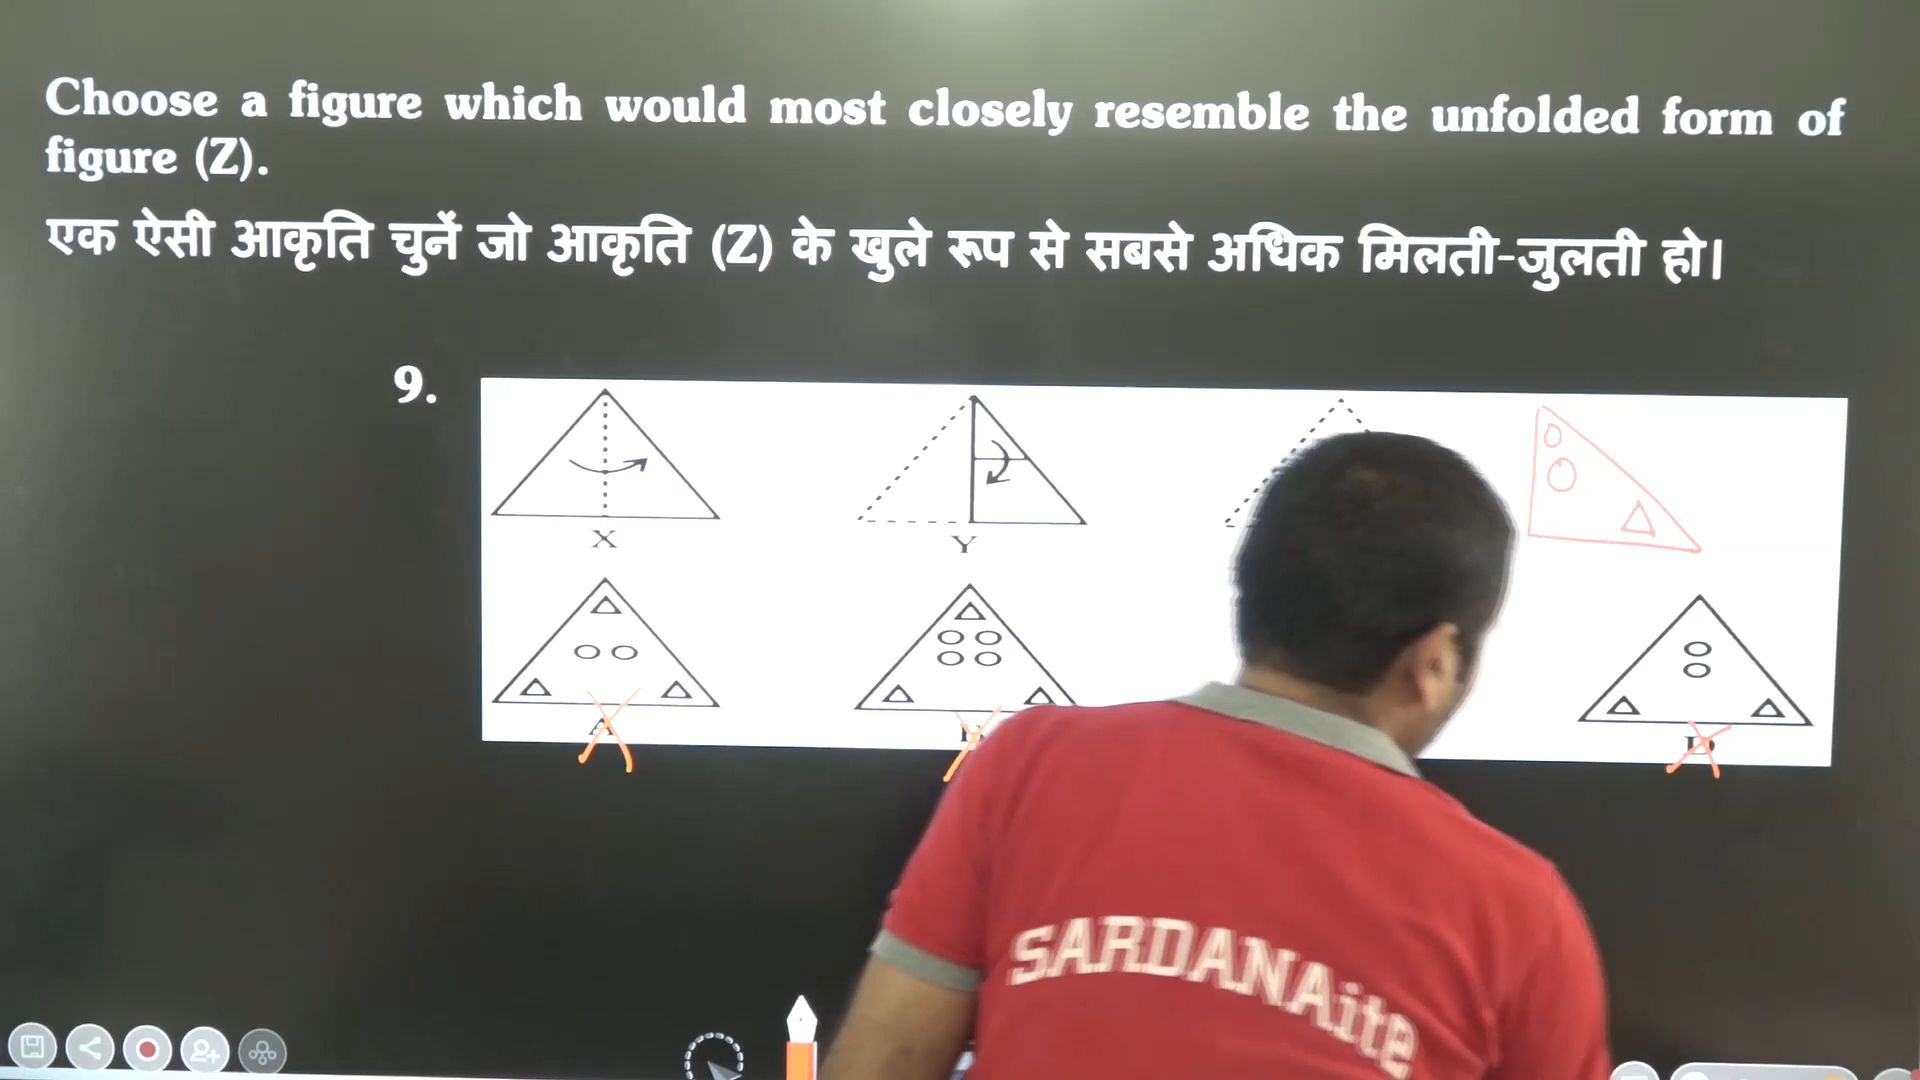 Choose a figure which would most closely resemble the unfolded form of
figure (Z).
एक ऐसी आकृति चुनें जो आकृति (Z) के खुले रूप से सबसे अधिक मिलती-जुलती हो।
9.
X Y
A D
SARDANAite